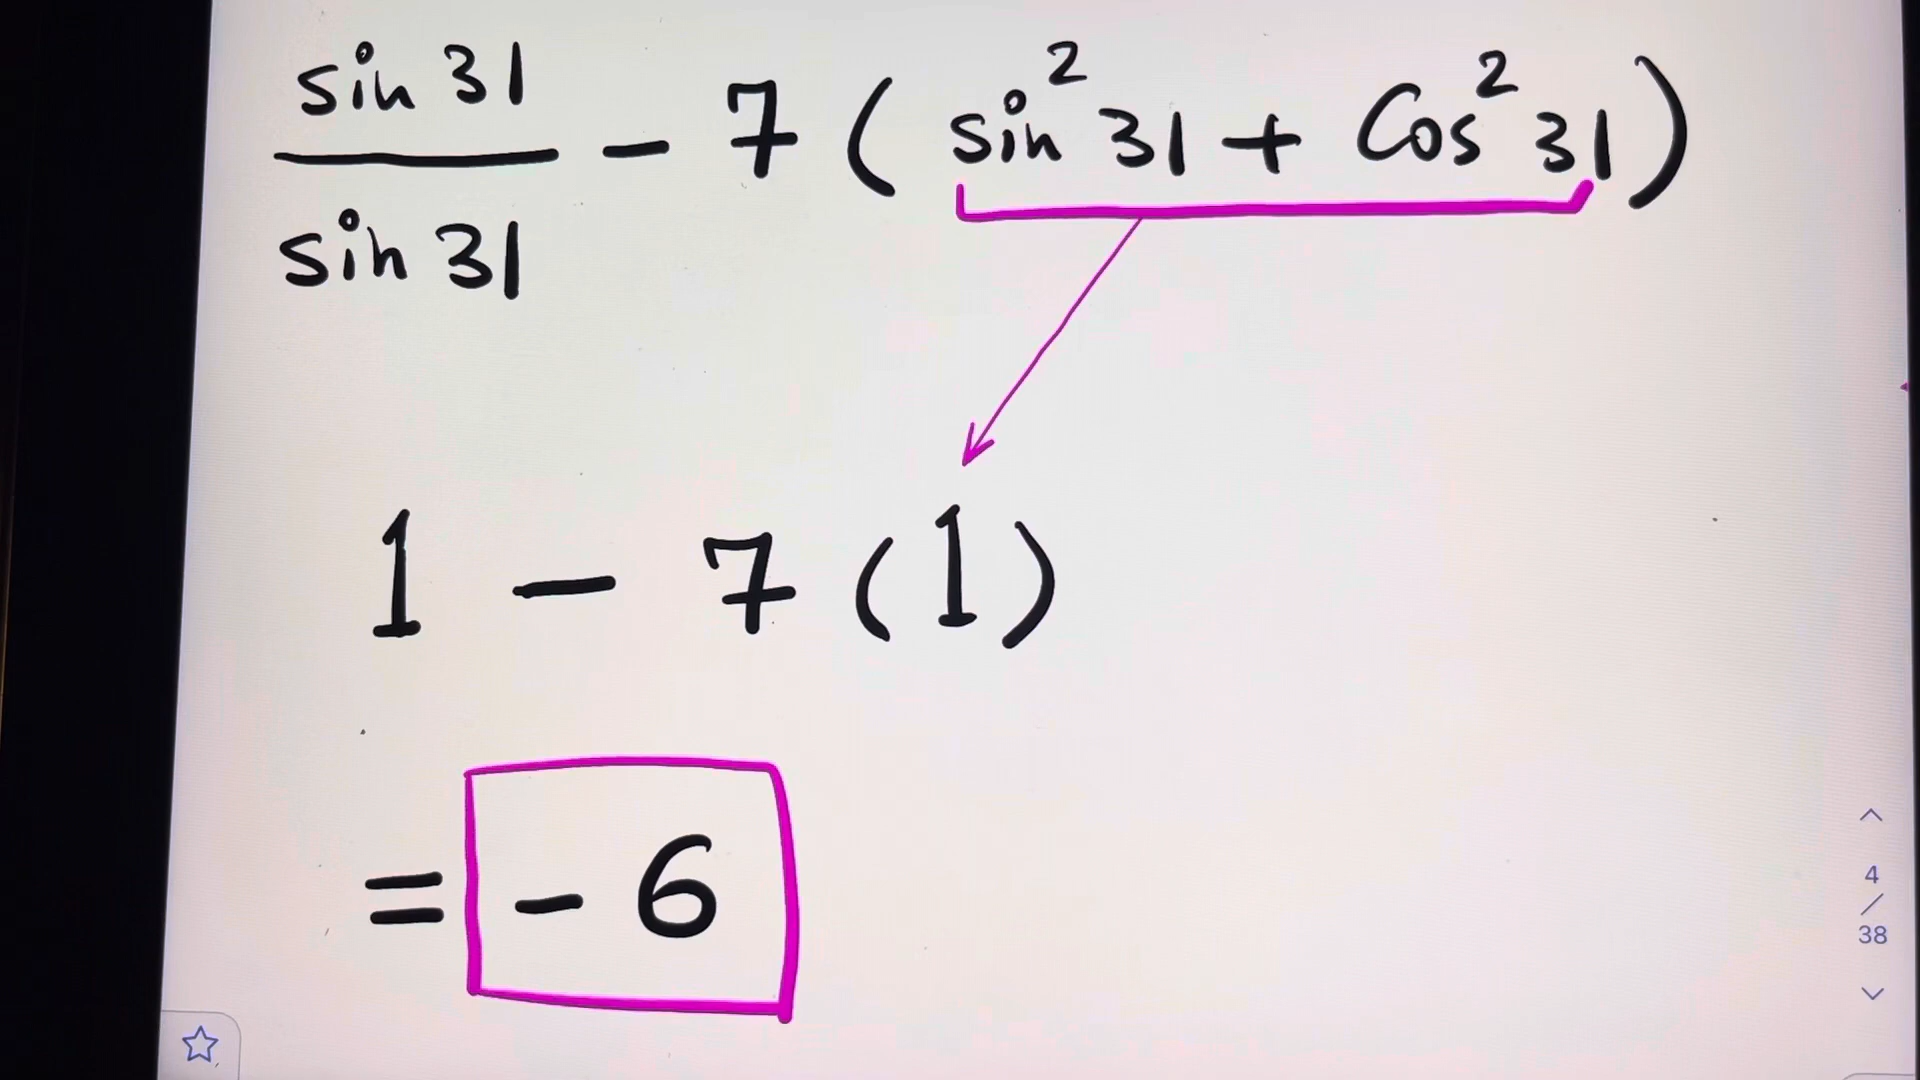 sin 31
— - 7 ( sin² 31 + Cos² 31 )
sin 31
1 - 7 (1)
= - 6
4
/
38